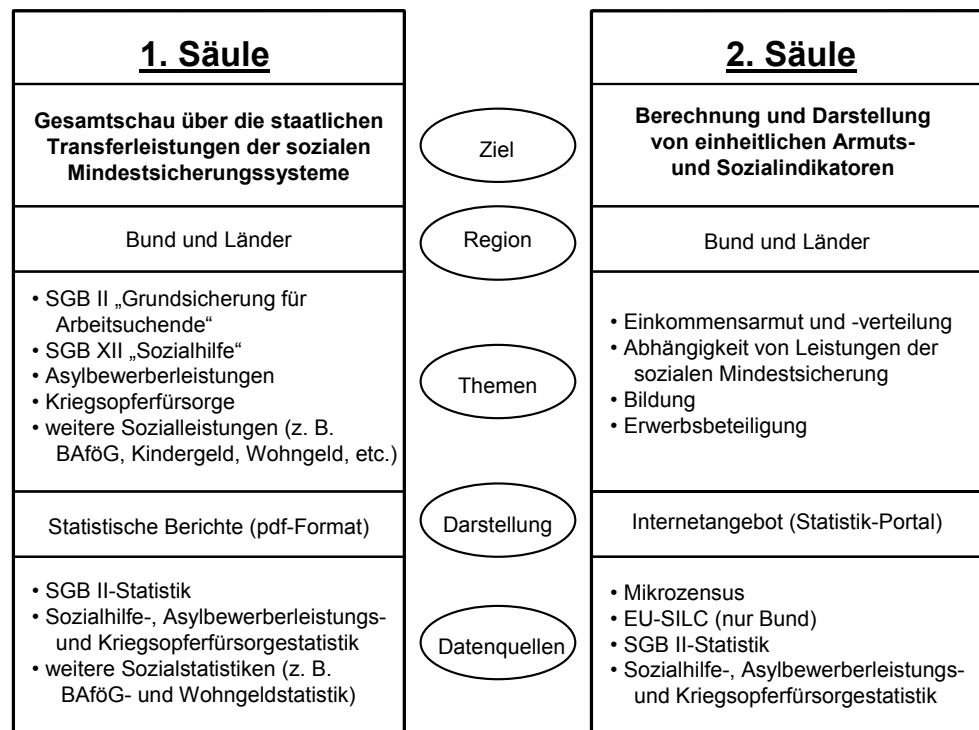 1. Säule
Gesamtschau über die staatlichen
Transferleistungen der sozialen
Mindestsicherungssysteme
Bund und Länder
• SGB II „Grundsicherung für
Arbeitsuchende“
• SGB XII „Sozialhilfe“
• Asylbewerberleistungen
• Kriegsopferfürsorge
• weitere Sozialleistungen (z. B.
BAföG, Kindergeld, Wohngeld, etc.)
Statistische Berichte (pdf-Format)
• SGB II-Statistik
• Sozialhilfe-, Asylbewerberleistungs-
und Kriegsopferfürsorgestatistik
• weitere Sozialstatistiken (z. B.
BAföG- und Wohngeldstatistik)
Ziel
Region
Themen
Darstellung
Datenquellen
2. Säule
Berechnung und Darstellung
von einheitlichen Armuts-
und Sozialindikatoren
Bund und Länder
• Einkommensarmut und -verteilung
• Abhängigkeit von Leistungen der
sozialen Mindestsicherung
• Bildung
• Erwerbsbeteiligung
Internetangebot (Statistik-Portal)
• Mikrozensus
• EU-SILC (nur Bund)
• SGB II-Statistik
• Sozialhilfe-, Asylbewerberleistungs-
und Kriegsopferfürsorgestatistik